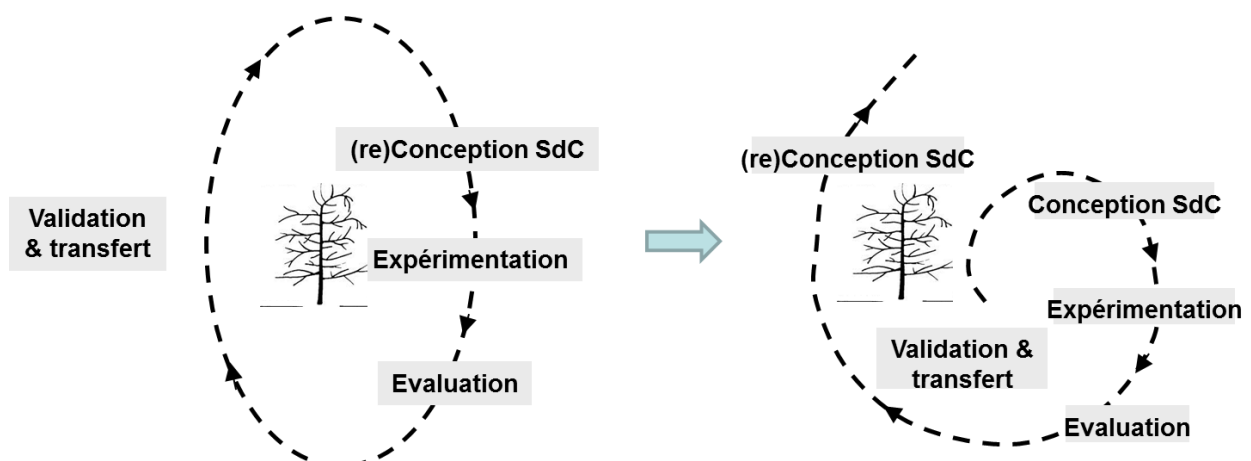 (re)Conception SdC
Validation
& transfert
Expérimentation
Evaluation
(re)Conception SdC
Conception SdC
Expérimentation
Validation &
transfert
Evaluation